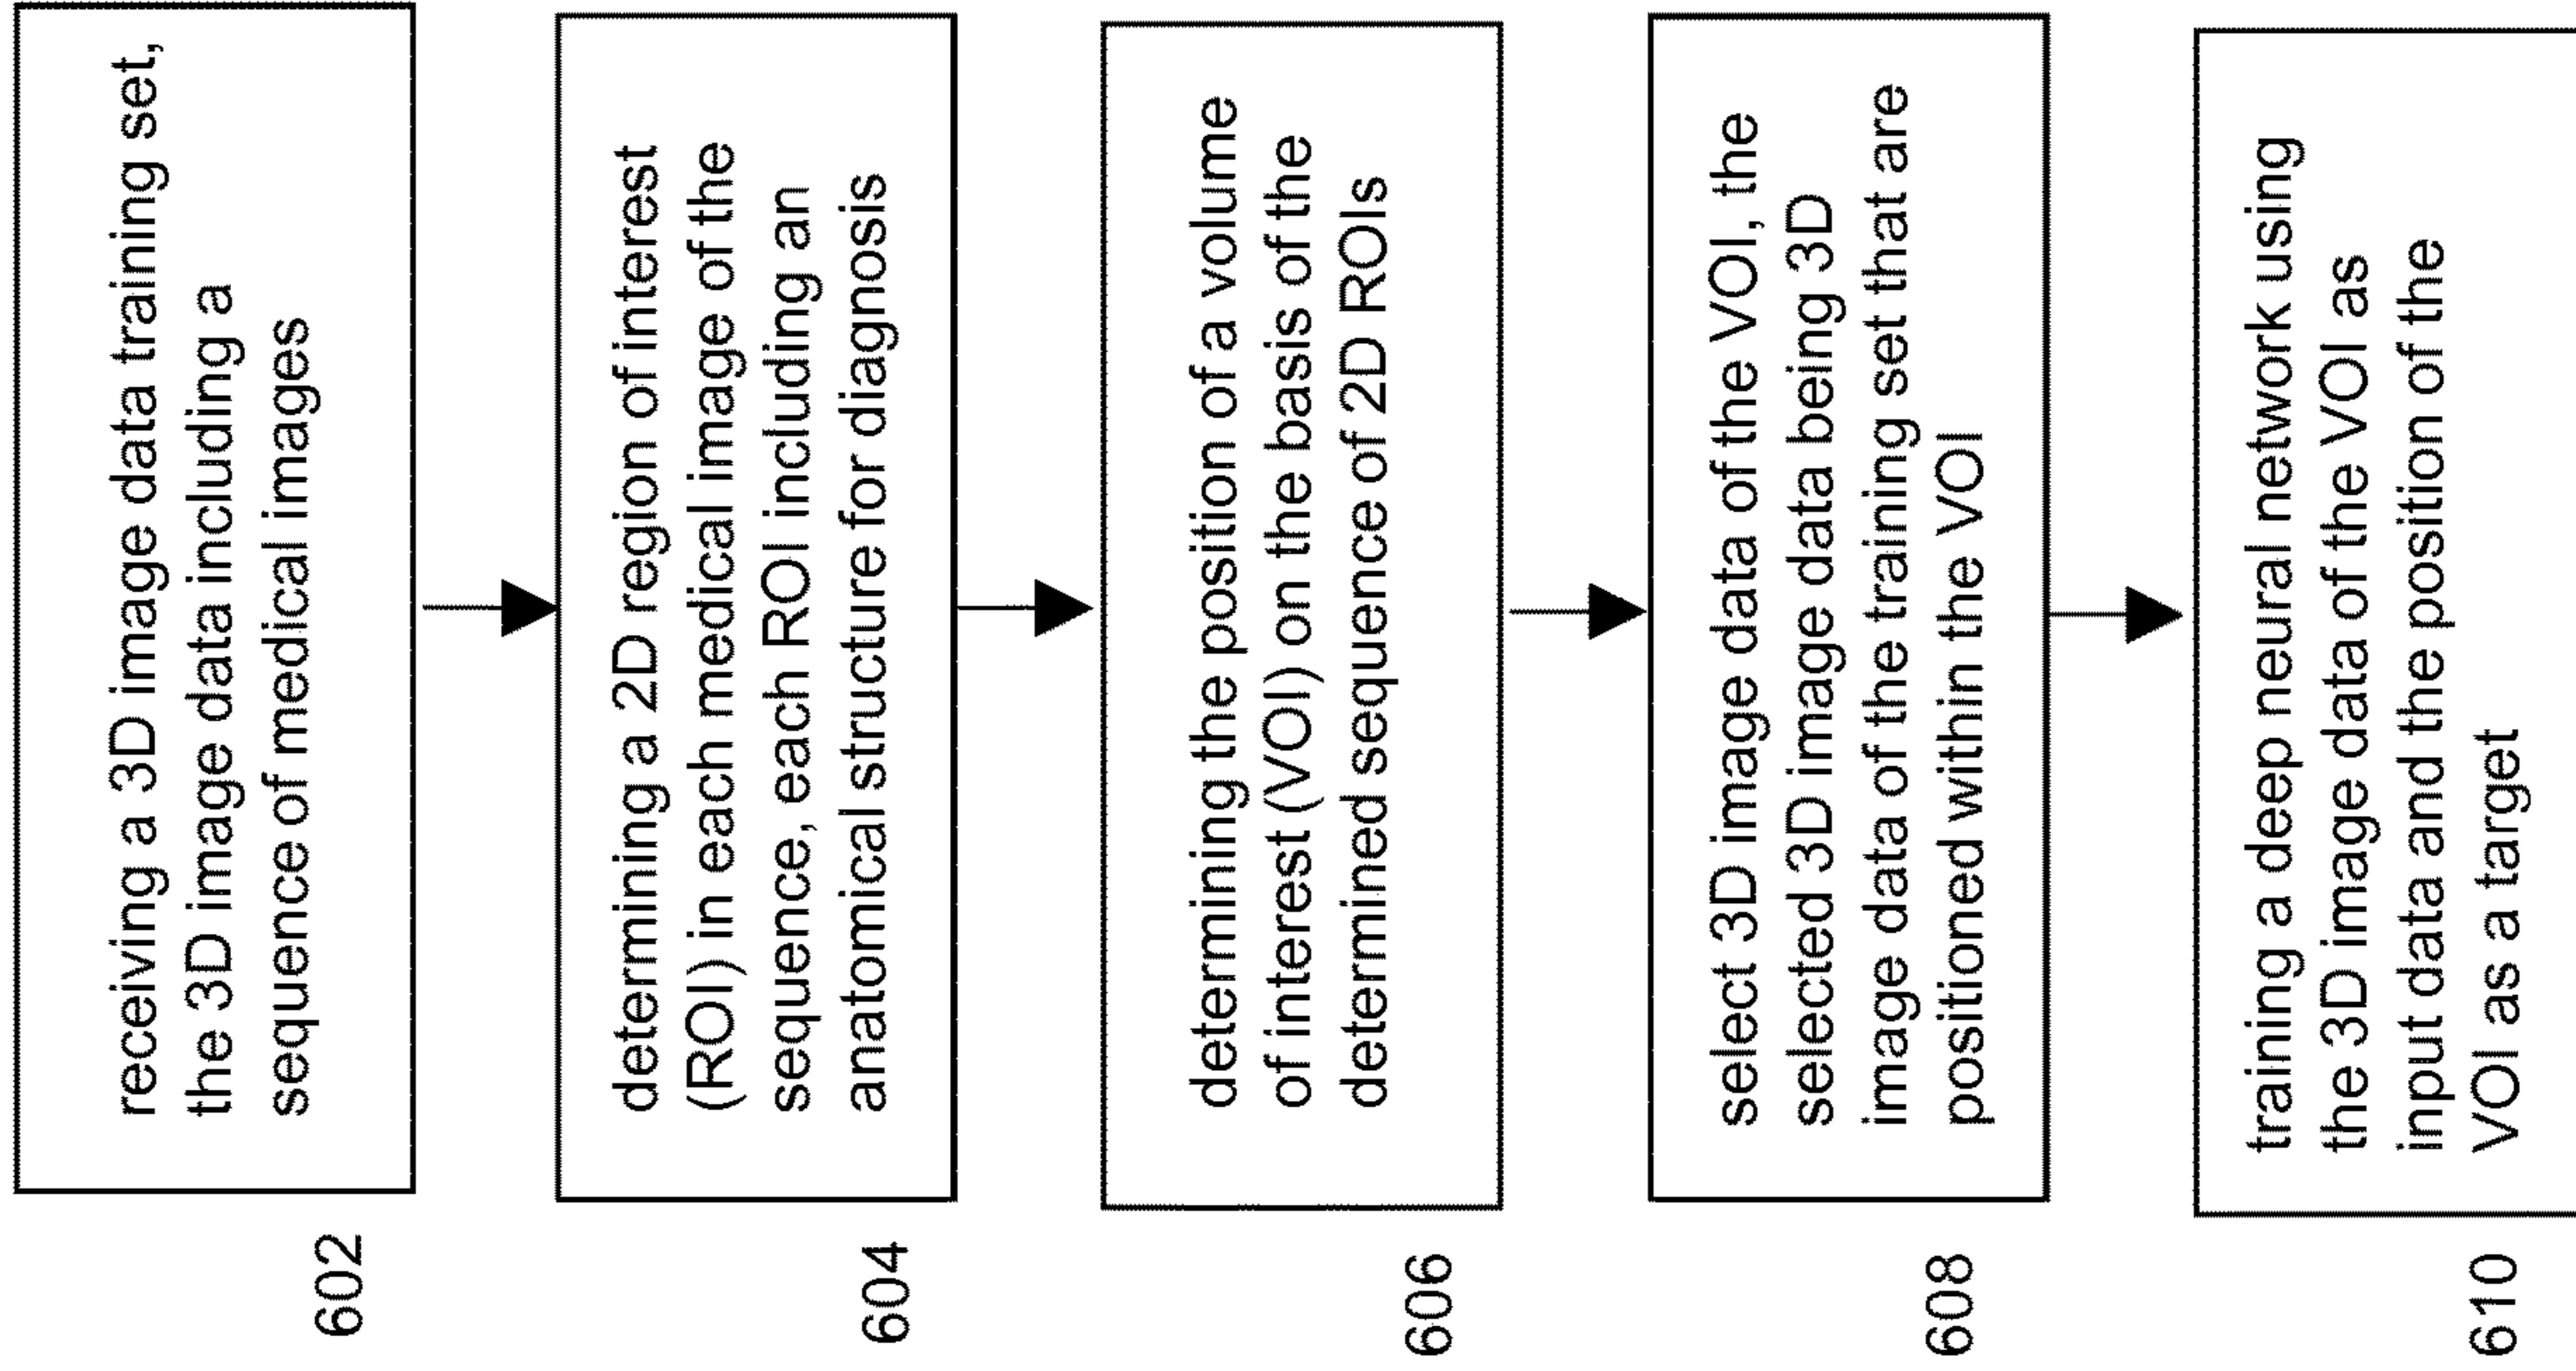 receiving a 3D image data training set,
the 3D image data including a
sequence of medical images
602
determining a 2D region of interest
(ROI) in each medical image of the
sequence, each ROI including an
anatomical structure for diagnosis
604
determining the position of a volume
of interest (VOI) on the basis of the
determined sequence of 2D ROIs
606
select 3D image data of the VOI, the
selected 3D image data being 3D
image data of the training set that are
positioned within the VOI
608
training a deep neural network using
the 3D image data of the VOI as
input data and the position of the
VOI as a target
610